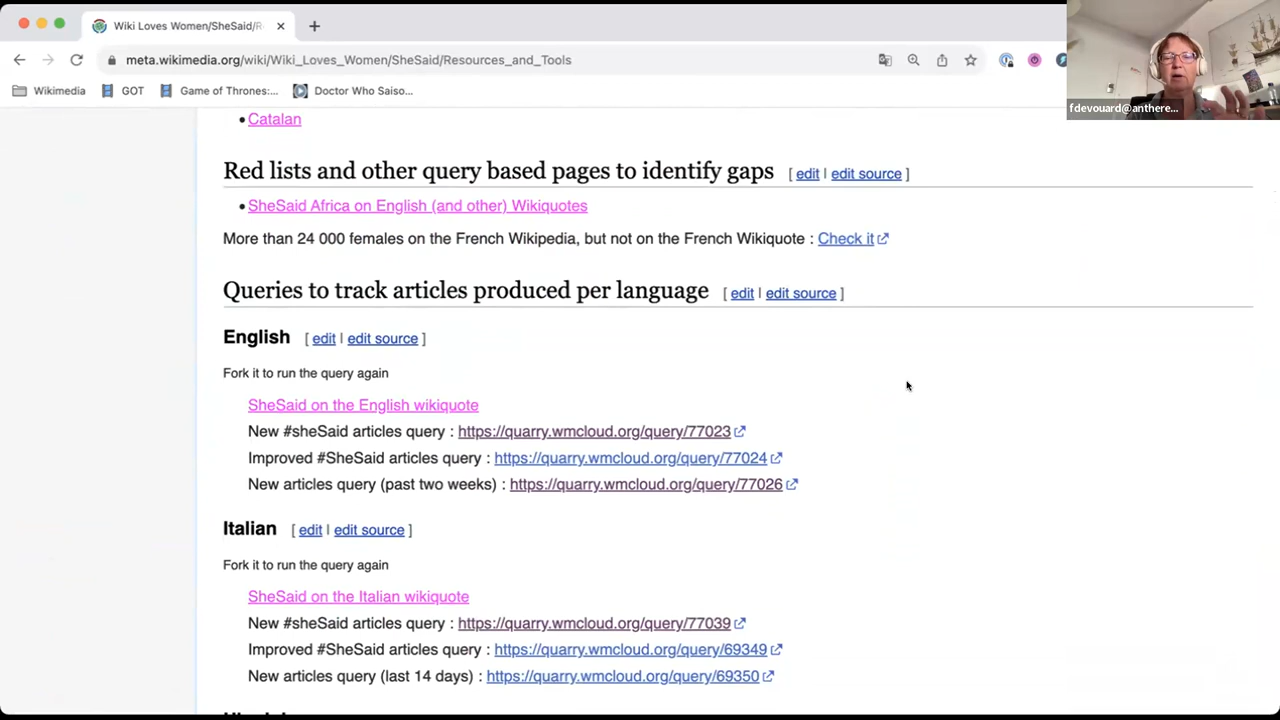 Wiki Loves Women/SheSaid/R
meta.wikimedia.org/wiki/Wiki_Loves_Women/SheSaid/Resources_and_Tools
Wikimedia GOT Game of Thrones:... Doctor Who Saiso...
fdevouard@anthere...
Catalan
Red lists and other query based pages to identify gaps [ edit | edit source ]
SheSaid Africa on English (and other) Wikiquotes
More than 24 000 females on the French Wikipedia, but not on the French Wikiquote : Check it
Queries to track articles produced per language [ edit | edit source ]
English [ edit | edit source ]
Fork it to run the query again
SheSaid on the English wikiquote
New #sheSaid articles query : https://quarry.wmcloud.org/query/77023
Improved #SheSaid articles query : https://quarry.wmcloud.org/query/77024
New articles query (past two weeks) : https://quarry.wmcloud.org/query/77026
Italian [ edit | edit source ]
Fork it to run the query again
SheSaid on the Italian wikiquote
New #sheSaid articles query : https://quarry.wmcloud.org/query/77039
Improved #SheSaid articles query : https://quarry.wmcloud.org/query/69349
New articles query (last 14 days) : https://quarry.wmcloud.org/query/69350